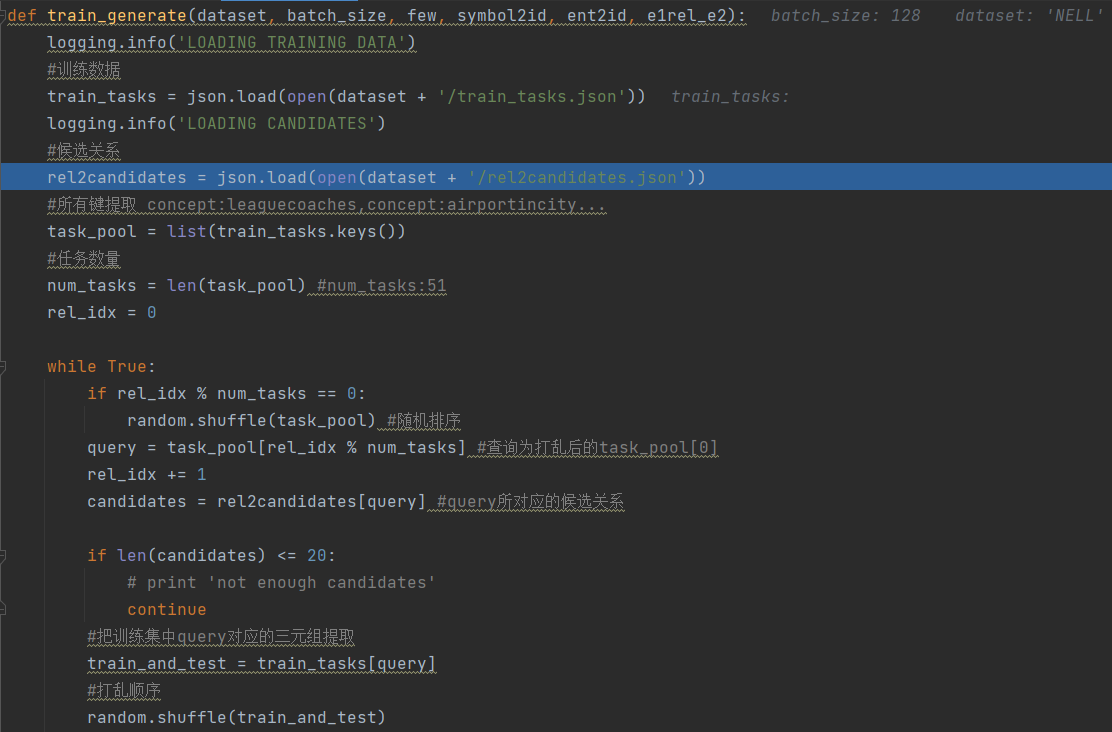 def train_generate(dataset, batch_size, few, symbol2id, ent2id, e1rel_e2):   batch_size: 128   dataset: 'NELL'
    logging.info('LOADING TRAINING DATA')
    #训练数据
    train_tasks = json.load(open(dataset + '/train_tasks.json'))   train_tasks:
    logging.info('LOADING CANDIDATES')
    #候选关系
    rel2candidates = json.load(open(dataset + '/rel2candidates.json'))
    #所有键提取 concept:leaguecoaches,concept:airportincity...
    task_pool = list(train_tasks.keys())
    #任务数量
    num_tasks = len(task_pool) #num_tasks:51
    rel_idx = 0
    while True:
        if rel_idx % num_tasks == 0:
            random.shuffle(task_pool) #随机排序
        query = task_pool[rel_idx % num_tasks] #查询为打乱后的task_pool[0]
        rel_idx += 1
        candidates = rel2candidates[query] #query所对应的候选关系
        if len(candidates) <= 20:
            # print 'not enough candidates'
            continue
        #把训练集中query对应的三元组提取
        train_and_test = train_tasks[query]
        #打乱顺序
        random.shuffle(train_and_test)